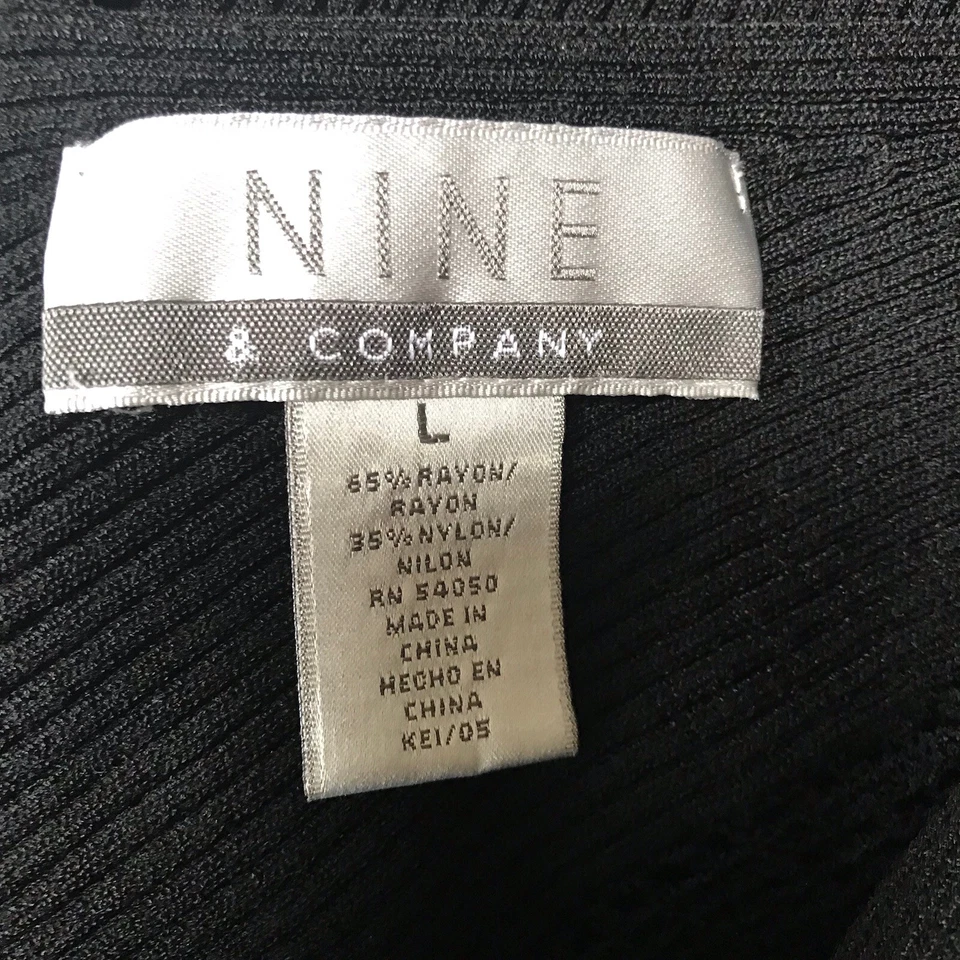 NINE
& COMPANY
L
65% RAYON/
RAYON
35% NYLON/
NILON
RN 54050
MADE IN
CHINA
HECHO EN
CHINA
KEI/05